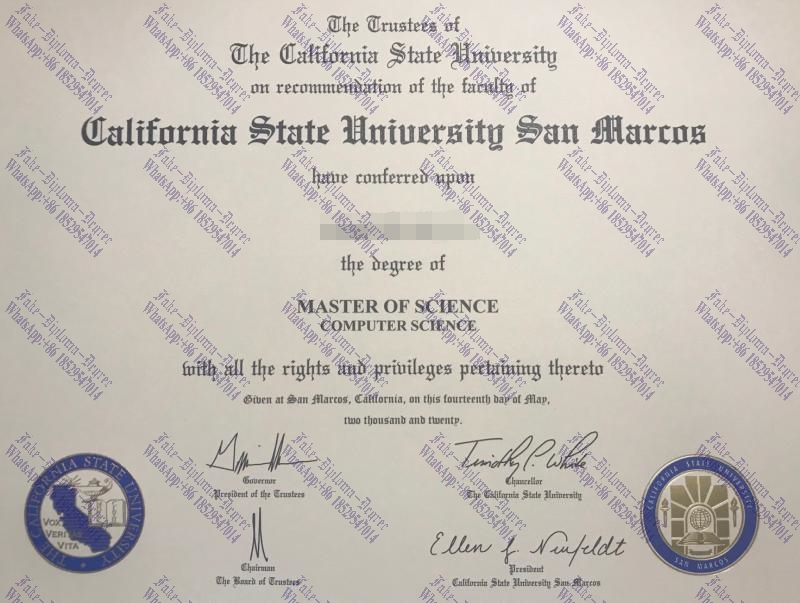 The Trustees of
The California State University
on recommendation of the faculty of
California State University San Marcos
have conferred upon
the degree of
MASTER OF SCIENCE
COMPUTER SCIENCE
with all the rights and privileges pertaining thereto
Given at San Marcos, California, on this fourteenth day of May,
two thousand and twenty.
Timothy P. White
Governor
President of the Trustees
Chancellor
The California State University
Ellen J. Neufeldt
Chairman
The Board of Trustees
President
California State University San Marcos
THE CALIFORNIA STATE UNIVERSITY
VOX
VERITAS
VITA
CALIFORNIA STATE UNIVERSITY
SAN MARCOS
Fake-Diploma-Degree
WhatsApp:+86 18529547014